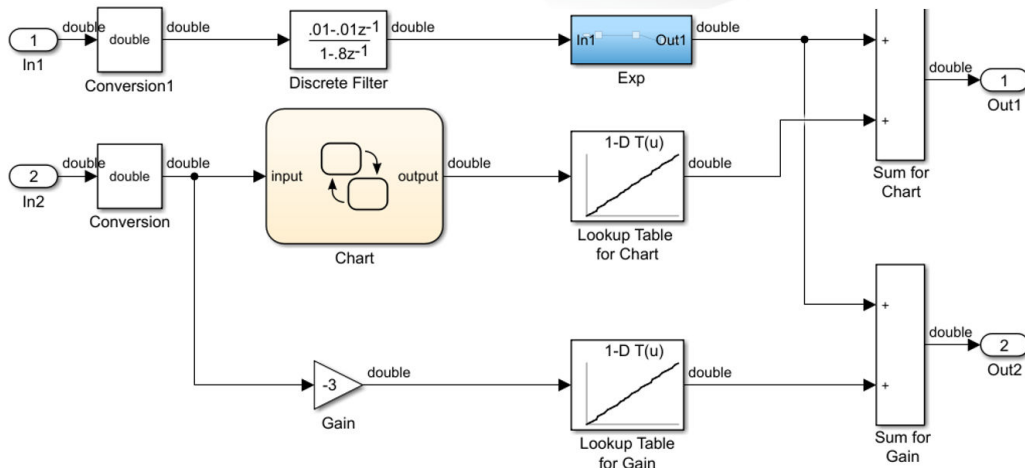 double
double
double
double
double
1
double
.01-.01z-1
1-.8z-1
In1
Out1
+
double
1
In1
Conversion1
Discrete Filter
Exp
Out1
+
double
double
1-D T(u)
double
double
2
double
input
output
Sum for
Chart
In2
Conversion
Lookup Table
for Chart
Chart
+
double
1-D T(u)
2
double
double
-3
+
Out2
Gain
Lookup Table
for Gain
Sum for
Gain